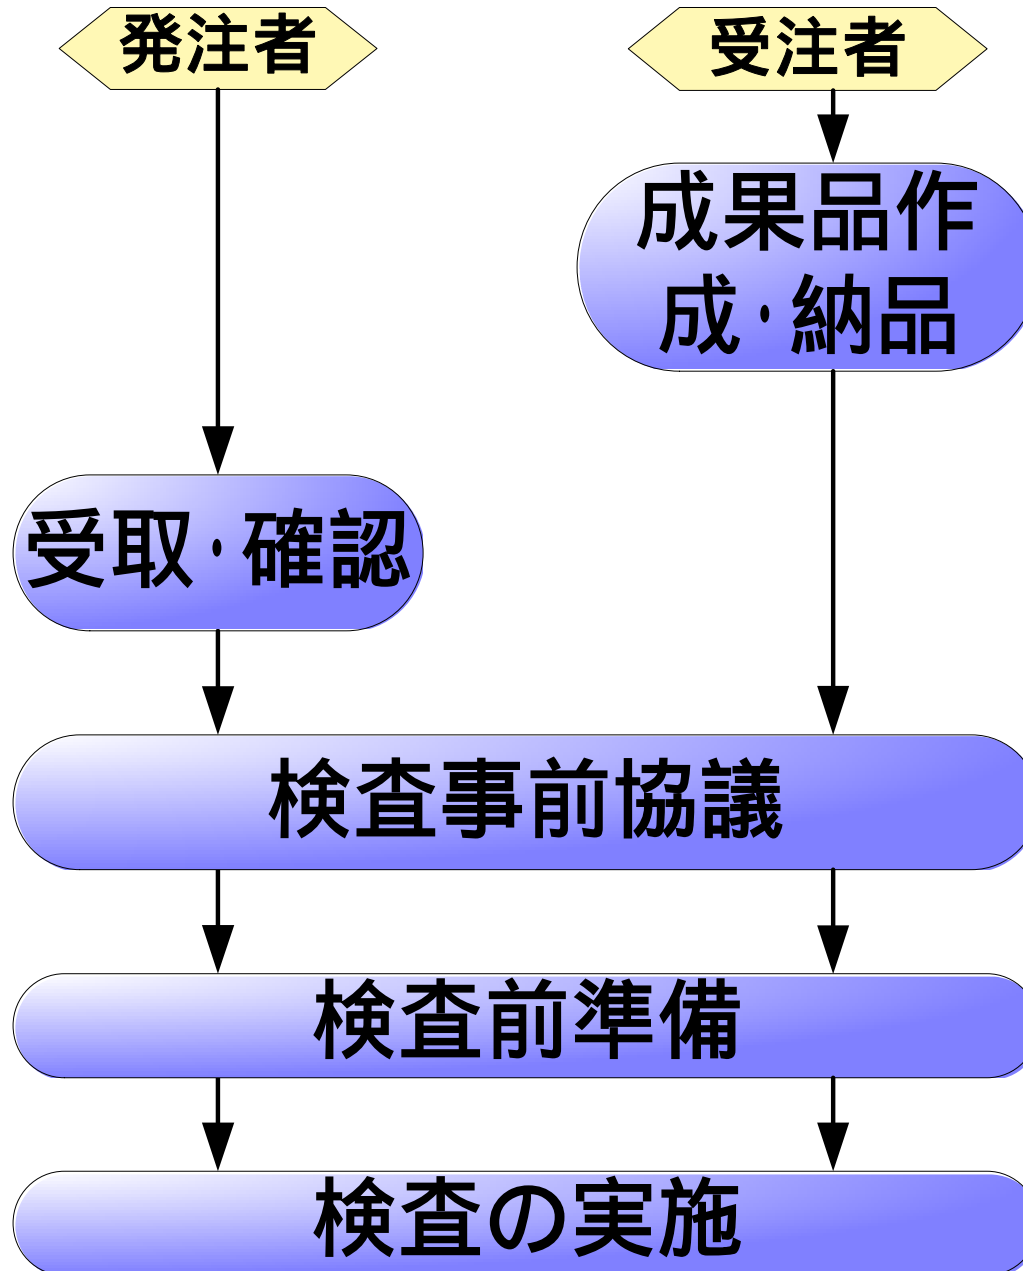 発注者
受注者
成果品作
成・納品
受取・確認
検査事前協議
検査前準備
検査の実施